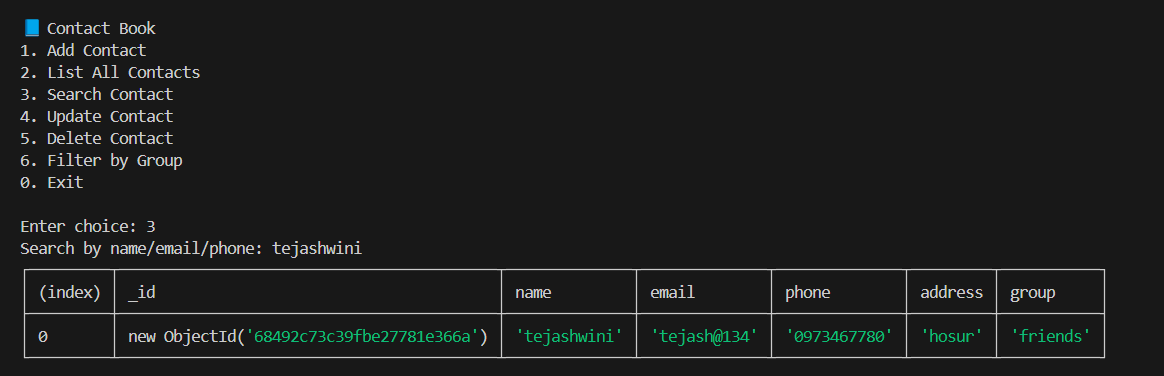 📘 Contact Book
1. Add Contact
2. List All Contacts
3. Search Contact
4. Update Contact
5. Delete Contact
6. Filter by Group
0. Exit
Enter choice: 3
Search by name/email/phone: tejashwini
(index) _id name email phone address group
0 new ObjectId('68492c73c39fbe27781e366a') 'tejashwini' 'tejash@134' '0973467780' 'hosur' 'friends'